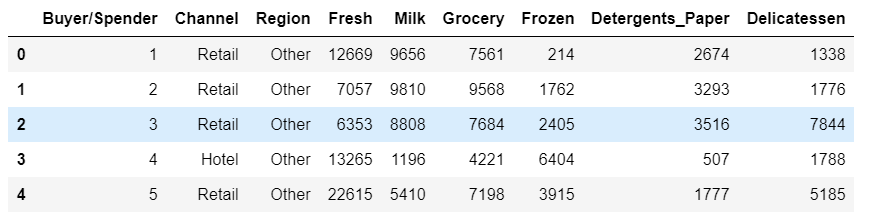 Buyer/Spender Channel Region Fresh Milk Grocery Frozen Detergents_Paper Delicatessen
0 1 Retail Other 12669 9656 7561 214 2674 1338
1 2 Retail Other 7057 9810 9568 1762 3293 1776
2 3 Retail Other 6353 8808 7684 2405 3516 7844
3 4 Hotel Other 13265 1196 4221 6404 507 1788
4 5 Retail Other 22615 5410 7198 3915 1777 5185